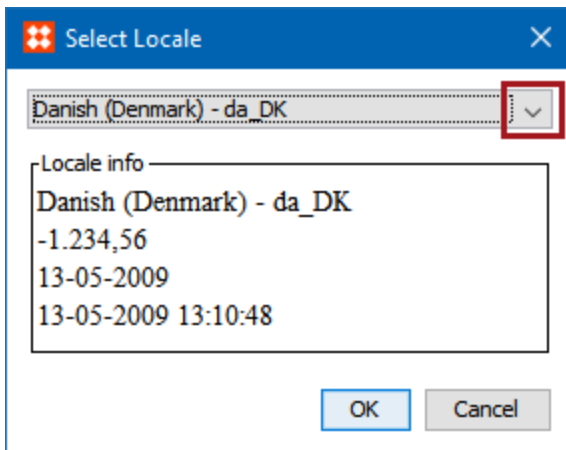 Select Locale
Danish (Denmark) - da_DK
Locale info
Danish (Denmark) - da_DK
-1.234,56
13-05-2009
13-05-2009 13:10:48
OK Cancel